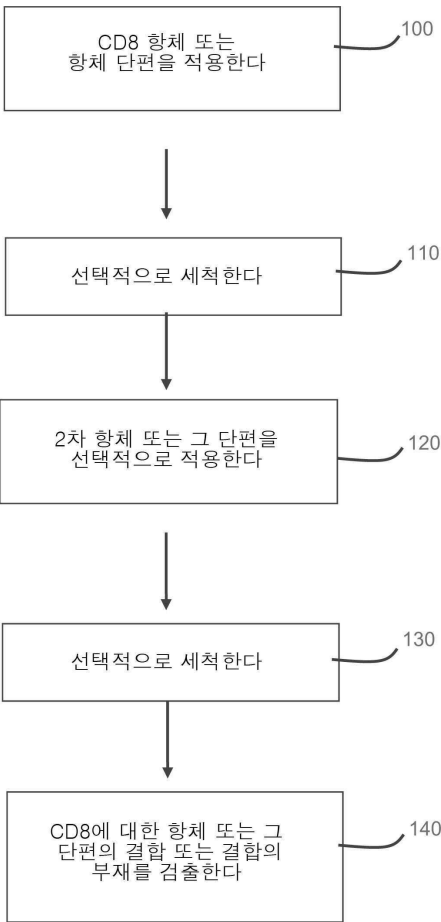 CD8 항체 또는
항체 단편을 적용한다
100
선택적으로 세척한다
110
2차 항체 또는 그 단편을
선택적으로 적용한다
120
선택적으로 세척한다
130
CD8에 대한 항체 또는 그
단편의 결합 또는 결합의
부재를 검출한다
140